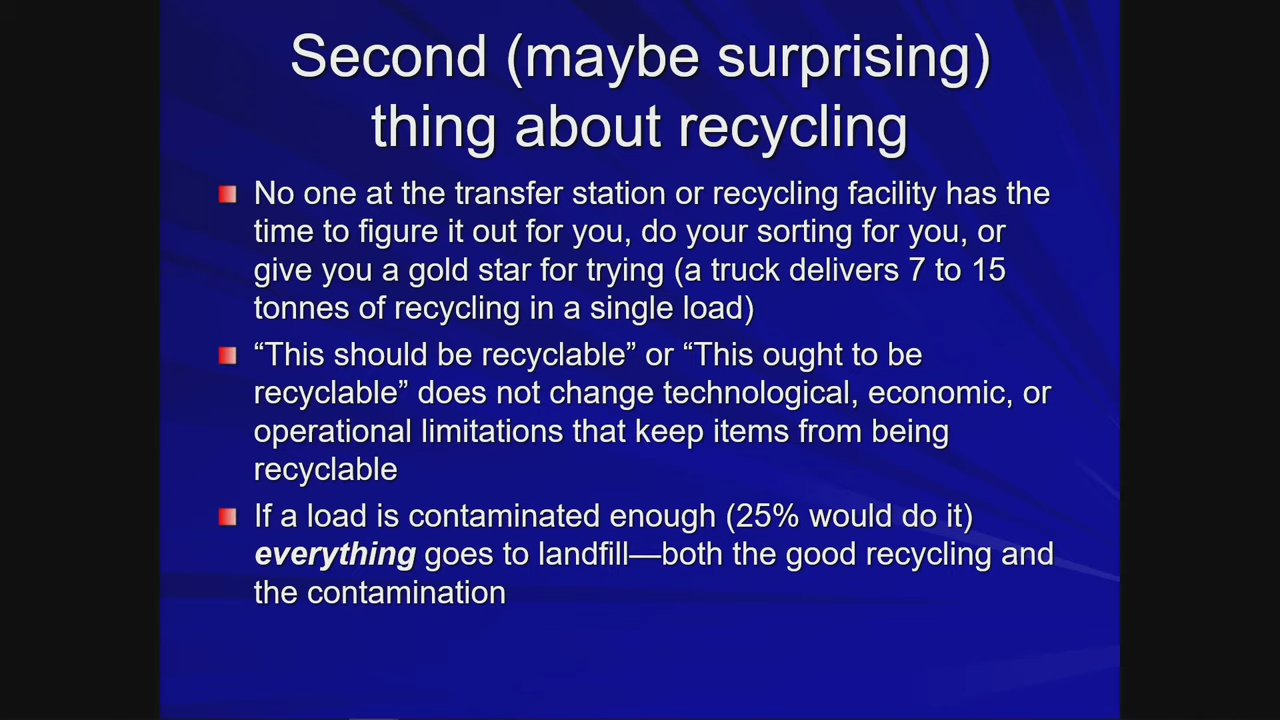 Second (maybe surprising)
thing about recycling
No one at the transfer station or recycling facility has the
time to figure it out for you, do your sorting for you, or
give you a gold star for trying (a truck delivers 7 to 15
tonnes of recycling in a single load)
“This should be recyclable” or “This ought to be
recyclable” does not change technological, economic, or
operational limitations that keep items from being
recyclable
If a load is contaminated enough (25% would do it)
everything goes to landfill—both the good recycling and
the contamination